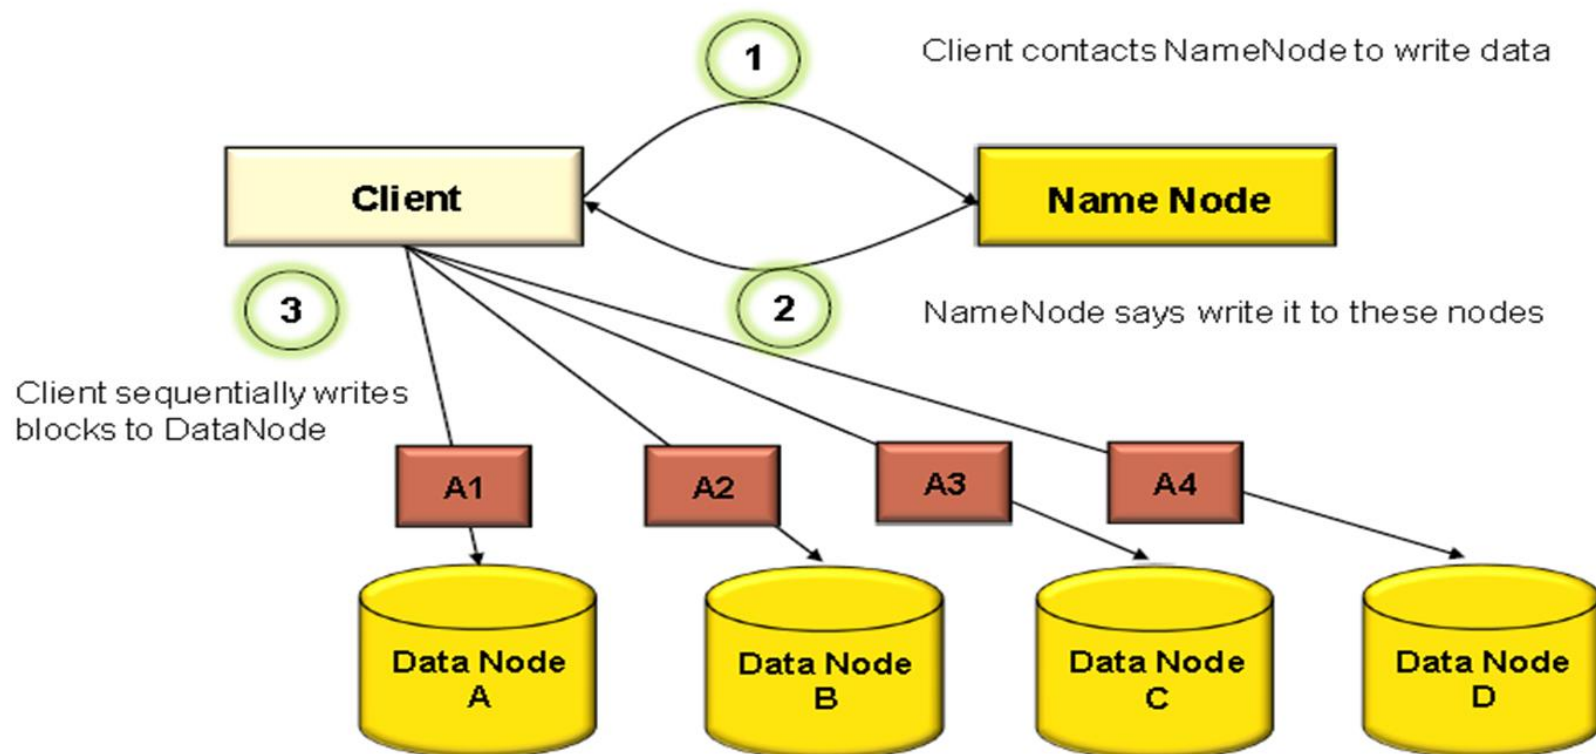 1
Client contacts NameNode to write data
Client
Name Node
3
2
NameNode says write it to these nodes
Client sequentially writes
blocks to DataNode
A1
A2
A3
A4
Data Node
A
Data Node
B
Data Node
C
Data Node
D